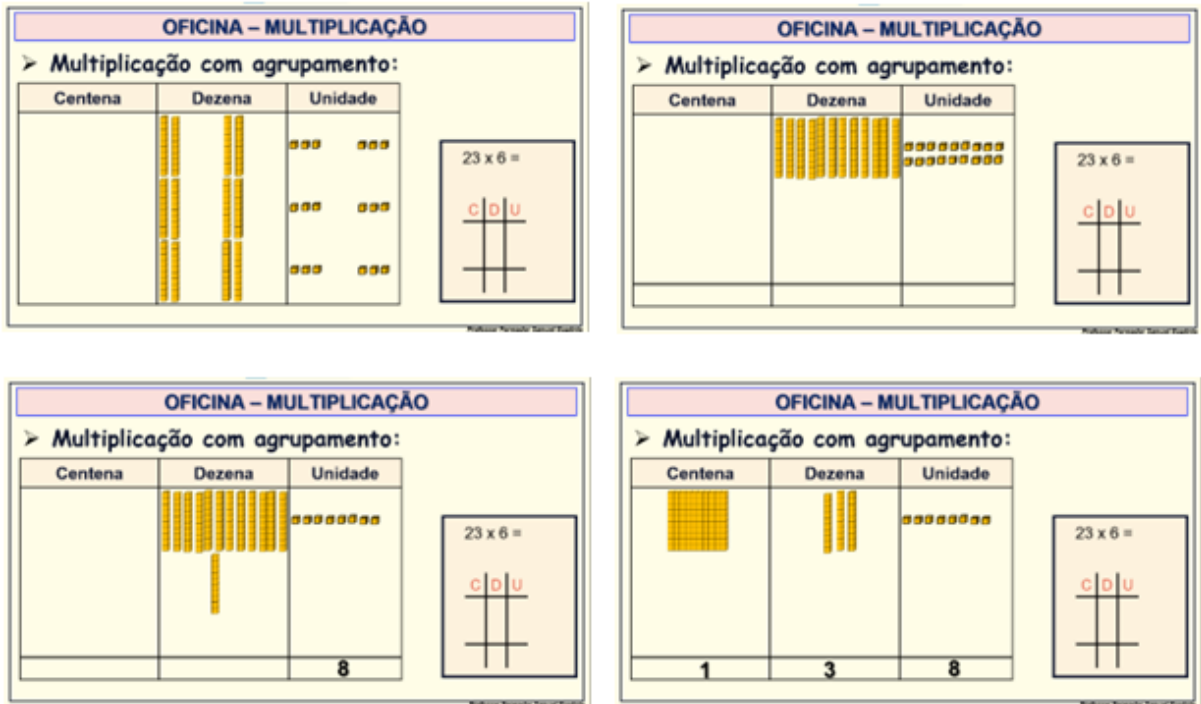 OFICINA – MULTIPLICAÇÃO
➢ Multiplicação com agrupamento:
Centena Dezena Unidade
23 x 6 =
C D U
OFICINA – MULTIPLICAÇÃO
➢ Multiplicação com agrupamento:
Centena Dezena Unidade
23 x 6 =
C D U
OFICINA – MULTIPLICAÇÃO
➢ Multiplicação com agrupamento:
Centena Dezena Unidade
23 x 6 =
C D U
8
OFICINA – MULTIPLICAÇÃO
➢ Multiplicação com agrupamento:
Centena Dezena Unidade
23 x 6 =
C D U
1 3 8